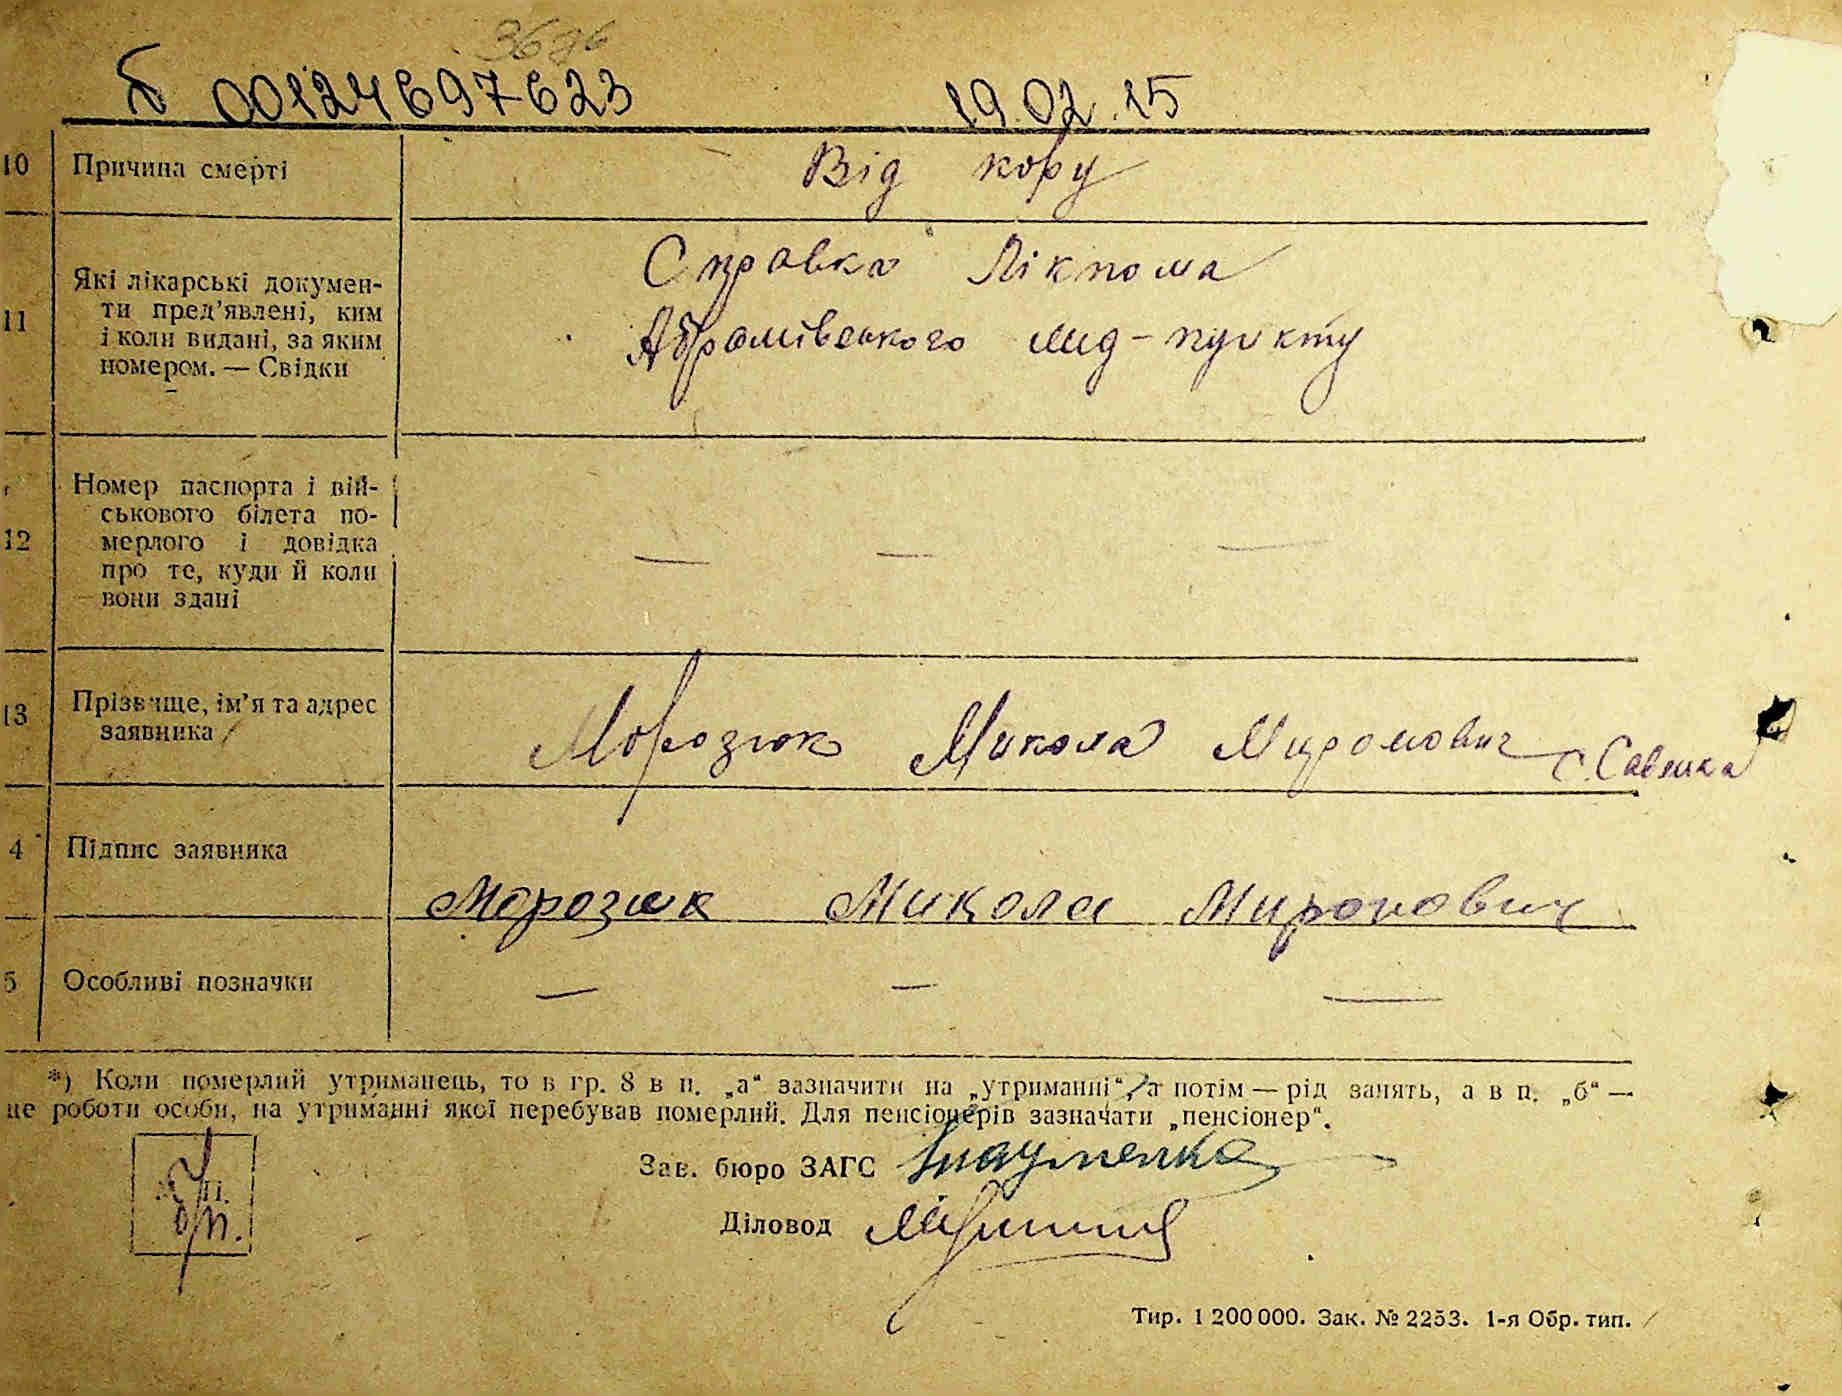 00124697623 19.02.15
10 Причина смерті Від кору
11 Які лікарські докумен-
ти пред'явлені, ким
і коли видані, за яким
номером. — Свідки
Справка Лікпома
Абрамівського мед-пункту
12 Номер паспорта і вій-
ськового білета по-
мерлого і довідка
про те, куди й коли
вони здані
— — —
13 Прізвище, ім'я та адрес
заявника
Морозюк Микола Миронович с. Савлика
4 Підпис заявника
Морозюк Микола Миронович
5 Особливі позначки — — —
*) Коли померлий утриманець, то в гр. 8 в п. „а“ зазначити на „утриманні“, а потім — рід занять, а в п. „б“ —
це роботи особи, на утриманні якої перебував померлий. Для пенсіонерів зазначати „пенсіонер“.
Зав. бюро ЗАГС
Діловод
Тир. 1 200 000. Зак. № 2253. 1-я Обр. тип.